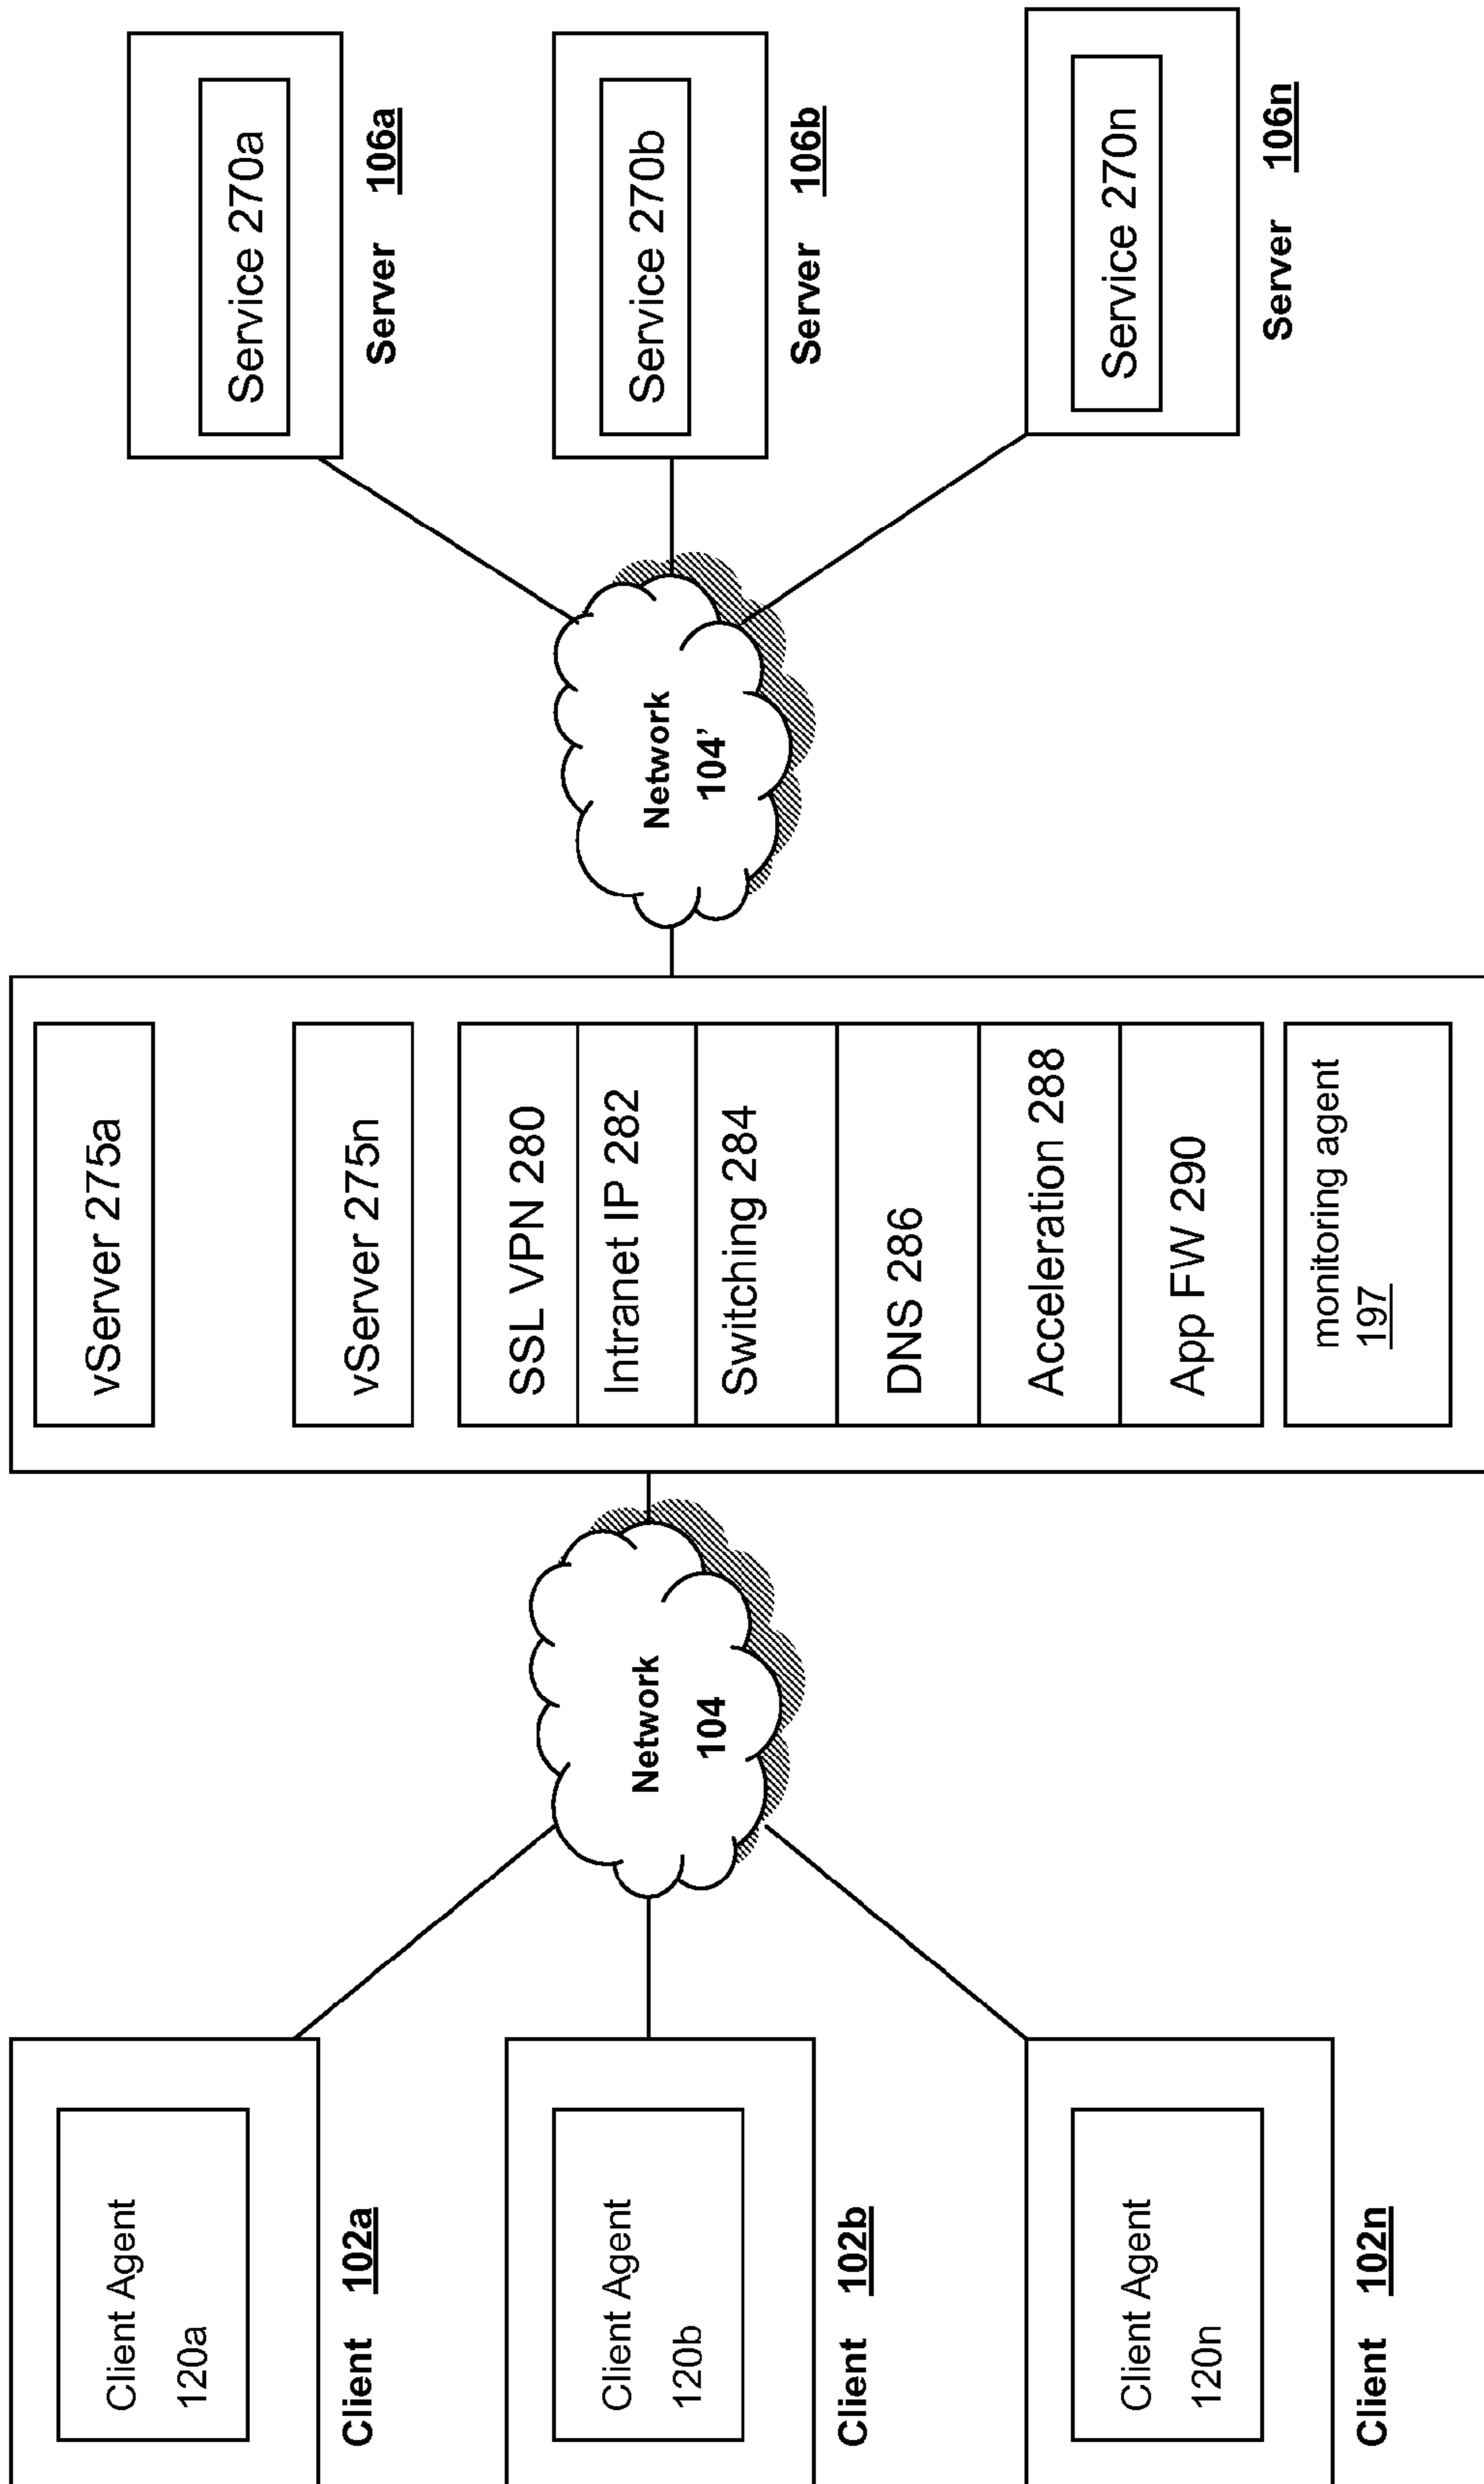 Client Agent
120a
Client 102a
Client Agent
120b
Client 102b
Client Agent
120n
Client 102n
Network
104
vServer 275a
vServer 275n
SSL VPN 280
Intranet IP 282
Switching 284
DNS 286
Acceleration 288
App FW 290
monitoring agent
197
Network
104'
Service 270a
Server 106a
Service 270b
Server 106b
Service 270n
Server 106n